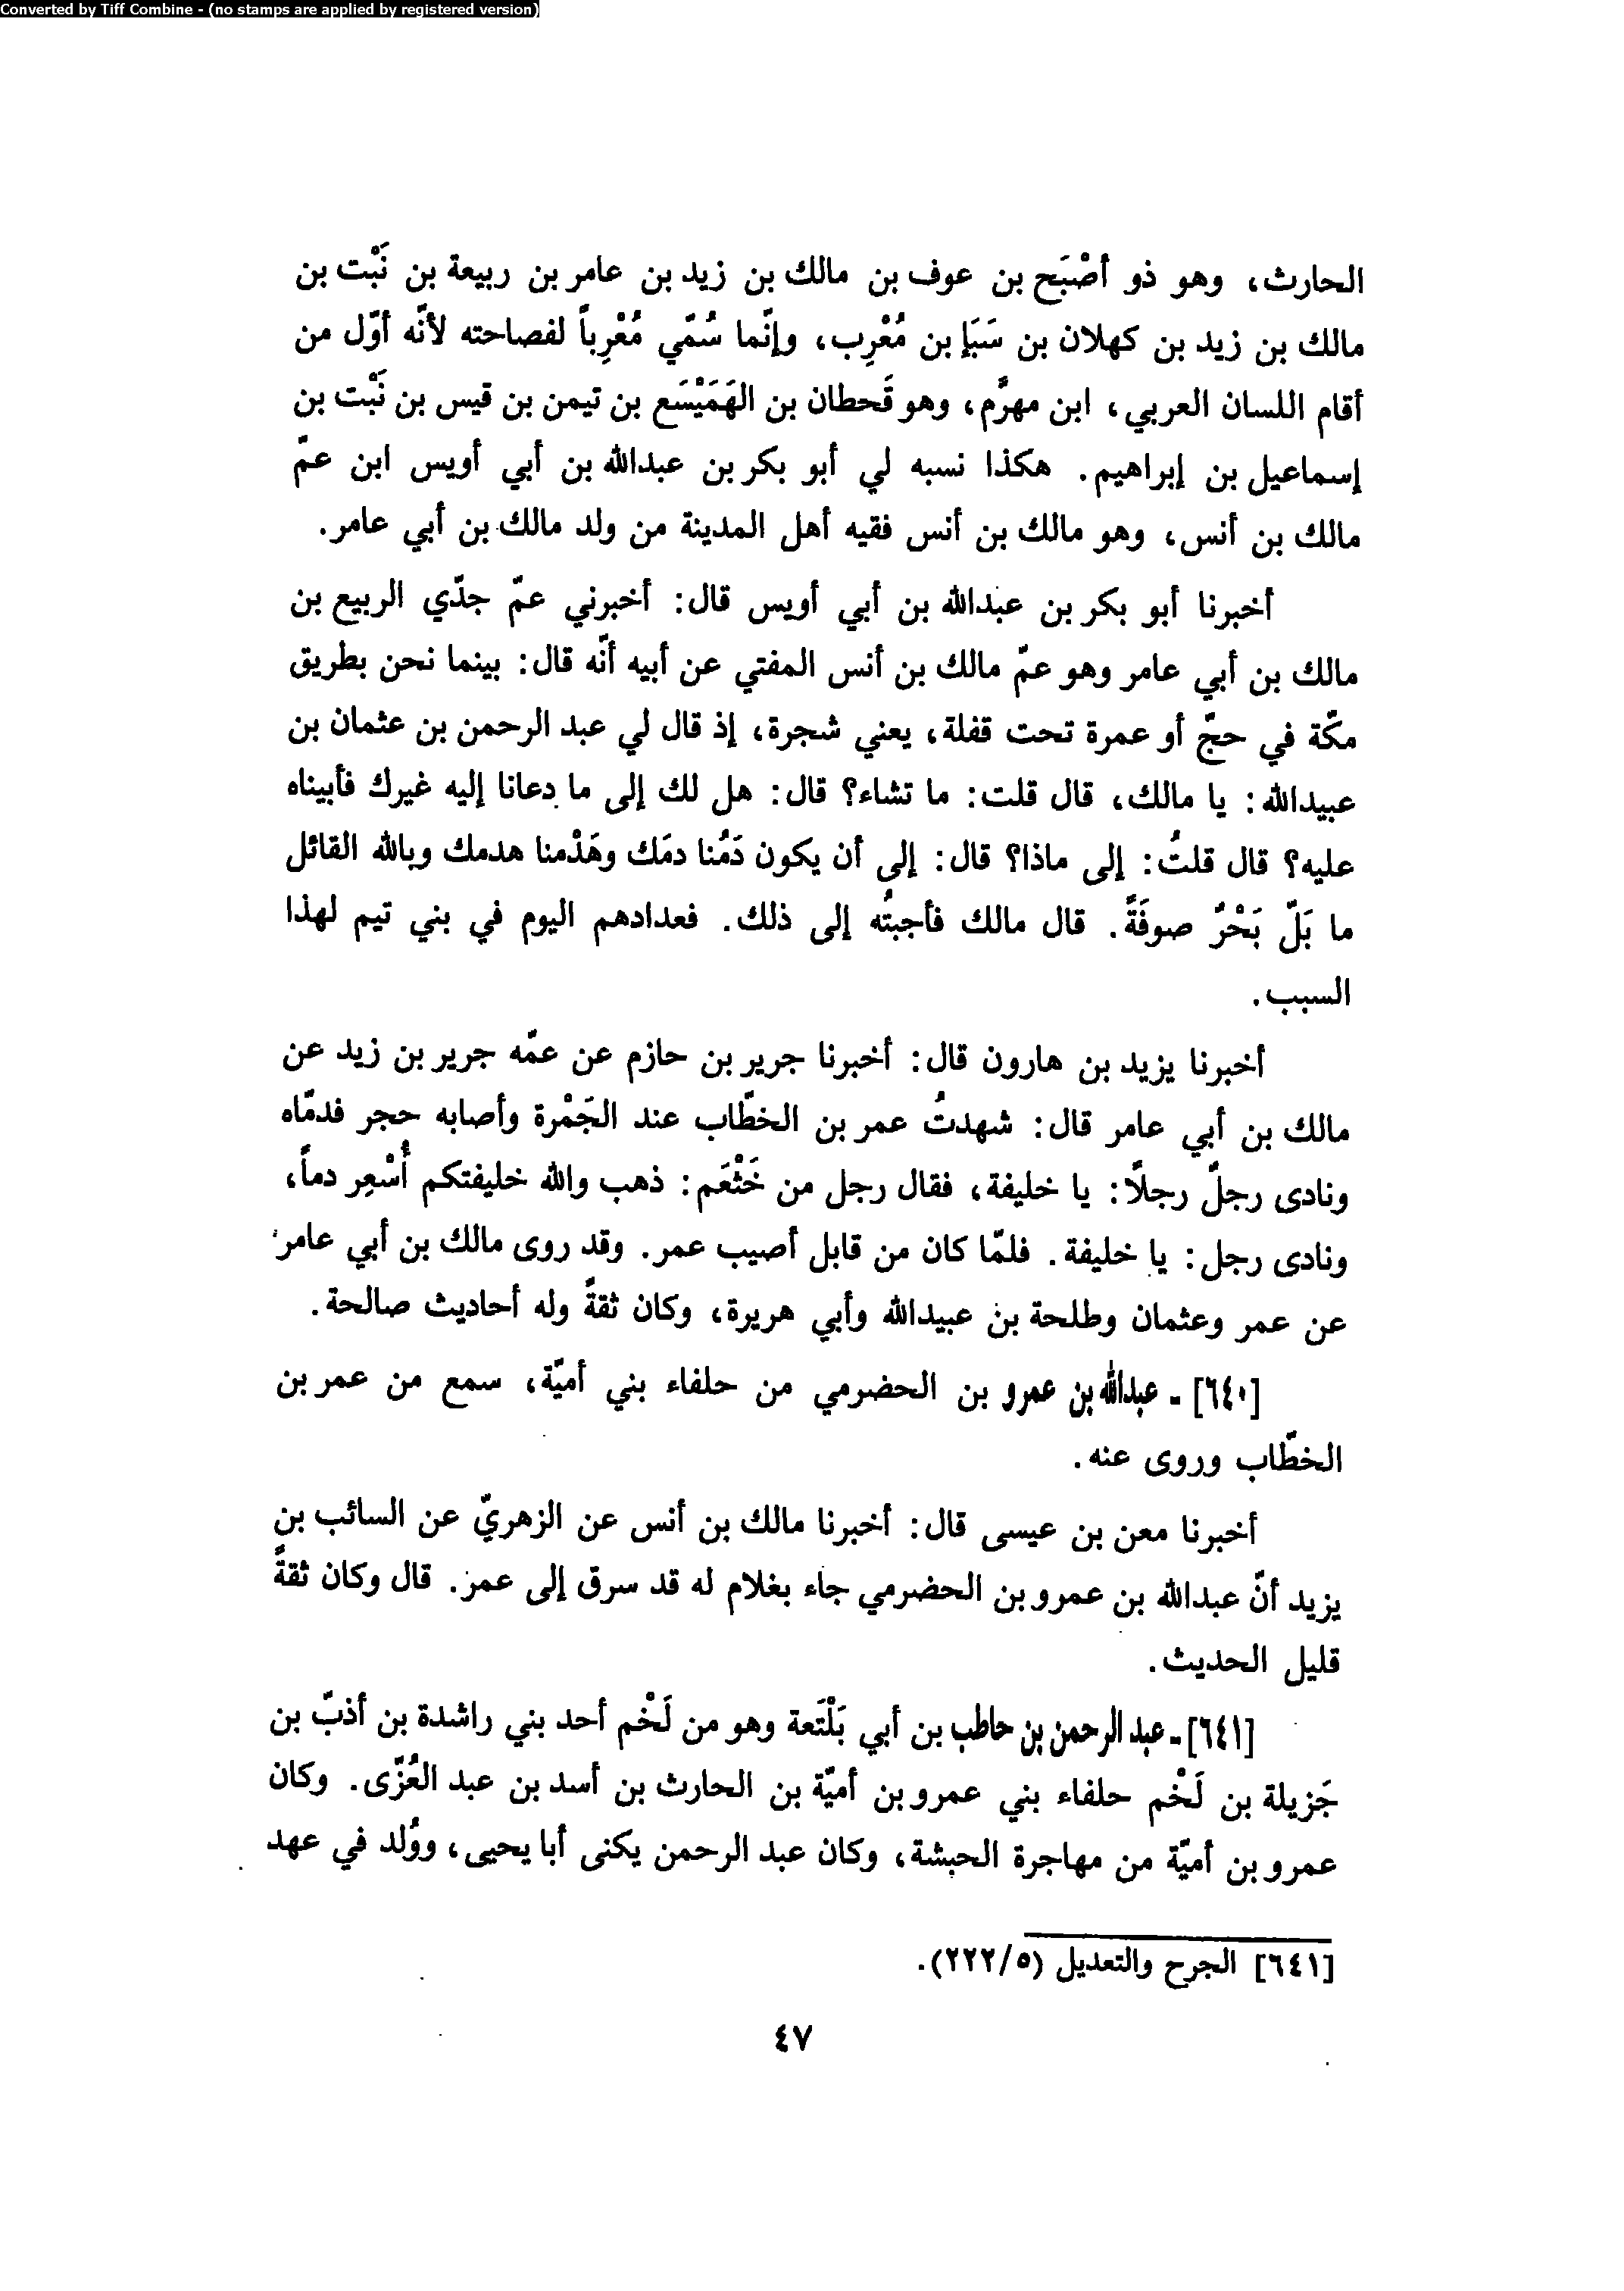 Converted by Tiff Combine - (no stamps are applied by registered version)
الحارث، وهو ذو أَصْبَح بن عوف بن مالك بن زيد بن عامر بن ربيعة بن نَبْت بن
مالك بن زيد بن كهلان بن سَبَإ بن مُعْرِب، وإنّما سُمّي مُعْرِباً لفصاحته لأنّه أوّل من
أقام اللسان العربي، ابن مهرّم، وهو قَحطان بن الهَمَيْسَع بن تيمن بن قيس بن نَبْت بن
إسماعيل بن إبراهيم. هكذا نسبه لي أبو بكر بن عبدالله بن أبي أويس ابن عمّ
مالك بن أنس، وهو مالك بن أنس فقيه أهل المدينة من ولد مالك بن أبي عامر.
أخبرنا أبو بكر بن عبدالله بن أبي أويس قال: أخبرني عمّ جدّي الربيع بن
مالك بن أبي عامر وهو عمّ مالك بن أنس المفتي عن أبيه أنّه قال: بينما نحن بطريق
مكّة في حجّ أو عمرة تحت قفلة، يعني شجرة، إذ قال لي عبد الرحمن بن عثمان بن
عبيدالله: يا مالك، قال قلت: ما تشاء؟ قال: هل لك إلى ما دعانا إليه غيرك فأبيناه
عليه؟ قال قلتُ: إلى ماذا؟ قال: إلى أن يكون دَمُنا دمَك وهَدْمنا هدمك وبالله القائل
ما بَلّ بَحْرٌ صوفَةً. قال مالك فأجبتُه إلى ذلك. فعدادهم اليوم في بني تيم لهذا
السبب.
أخبرنا يزيد بن هارون قال: أخبرنا جرير بن حازم عن عمّه جرير بن زيد عن
مالك بن أبي عامر قال: شهدتُ عمر بن الخطّاب عند الجَمْرة وأصابه حجر فدمّاه
ونادى رجلٌ رجلًا: يا خليفة، فقال رجل من خَثْعَم: ذهب والله خليفتكم أُشْعِر دماً،
ونادى رجل: يا خليفة. فلمّا كان من قابل أصيب عمر. وقد روى مالك بن أبي عامر
عن عمر وعثمان وطلحة بن عبيدالله وأبي هريرة، وكان ثقةً وله أحاديث صالحة.
[٦٤٠] - عبدالله بن عمرو بن الحضرمي من حلفاء بني أميّة، سمع من عمر بن
الخطّاب وروى عنه.
أخبرنا معن بن عيسى قال: أخبرنا مالك بن أنس عن الزهريّ عن السائب بن
يزيد أنّ عبدالله بن عمرو بن الحضرمي جاء بغلام له قد سرق إلى عمر. قال وكان ثقةً
قليل الحديث.
[٦٤١] - عبد الرحمن بن حاطب بن أبي بَلْتَعة وهو من لَخْم أحد بني راشدة بن أذبّ بن
جَزيلة بن لَخْم حلفاء بني عمرو بن أميّة بن الحارث بن أسد بن عبد العُزّى. وكان
عمرو بن أميّة من مهاجرة الحبشة، وكان عبد الرحمن يكنى أبا يحيى، ووُلد في عهد
[٦٤١] الجرح والتعديل (٥/٢٢٢).
٤٧